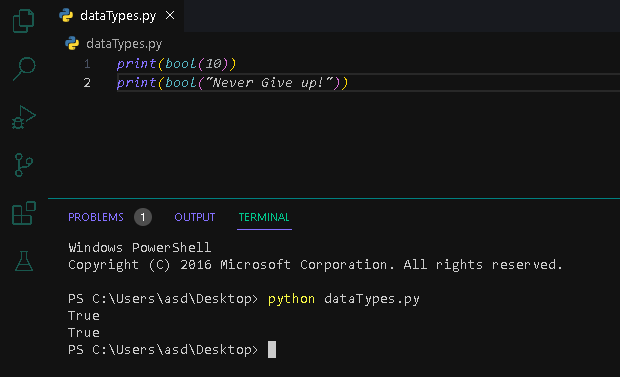 dataTypes.py
dataTypes.py
1 print(bool(10))
2 print(bool("Never Give up!"))
PROBLEMS 1 OUTPUT TERMINAL
Windows PowerShell
Copyright (C) 2016 Microsoft Corporation. All rights reserved.
PS C:\Users\asd\Desktop> python dataTypes.py
True
True
PS C:\Users\asd\Desktop>